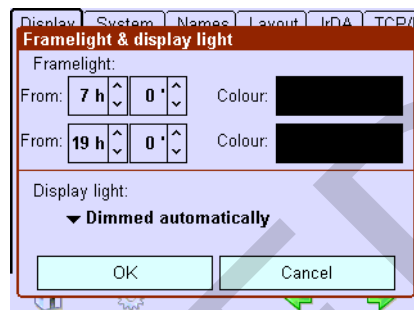 Display System Names Layout IrDA TCP/
Framelight & display light
Framelight:
From: 7 h 0 ' Colour:
From: 19 h 0 ' Colour:
Display light:
Dimmed automatically
OK Cancel